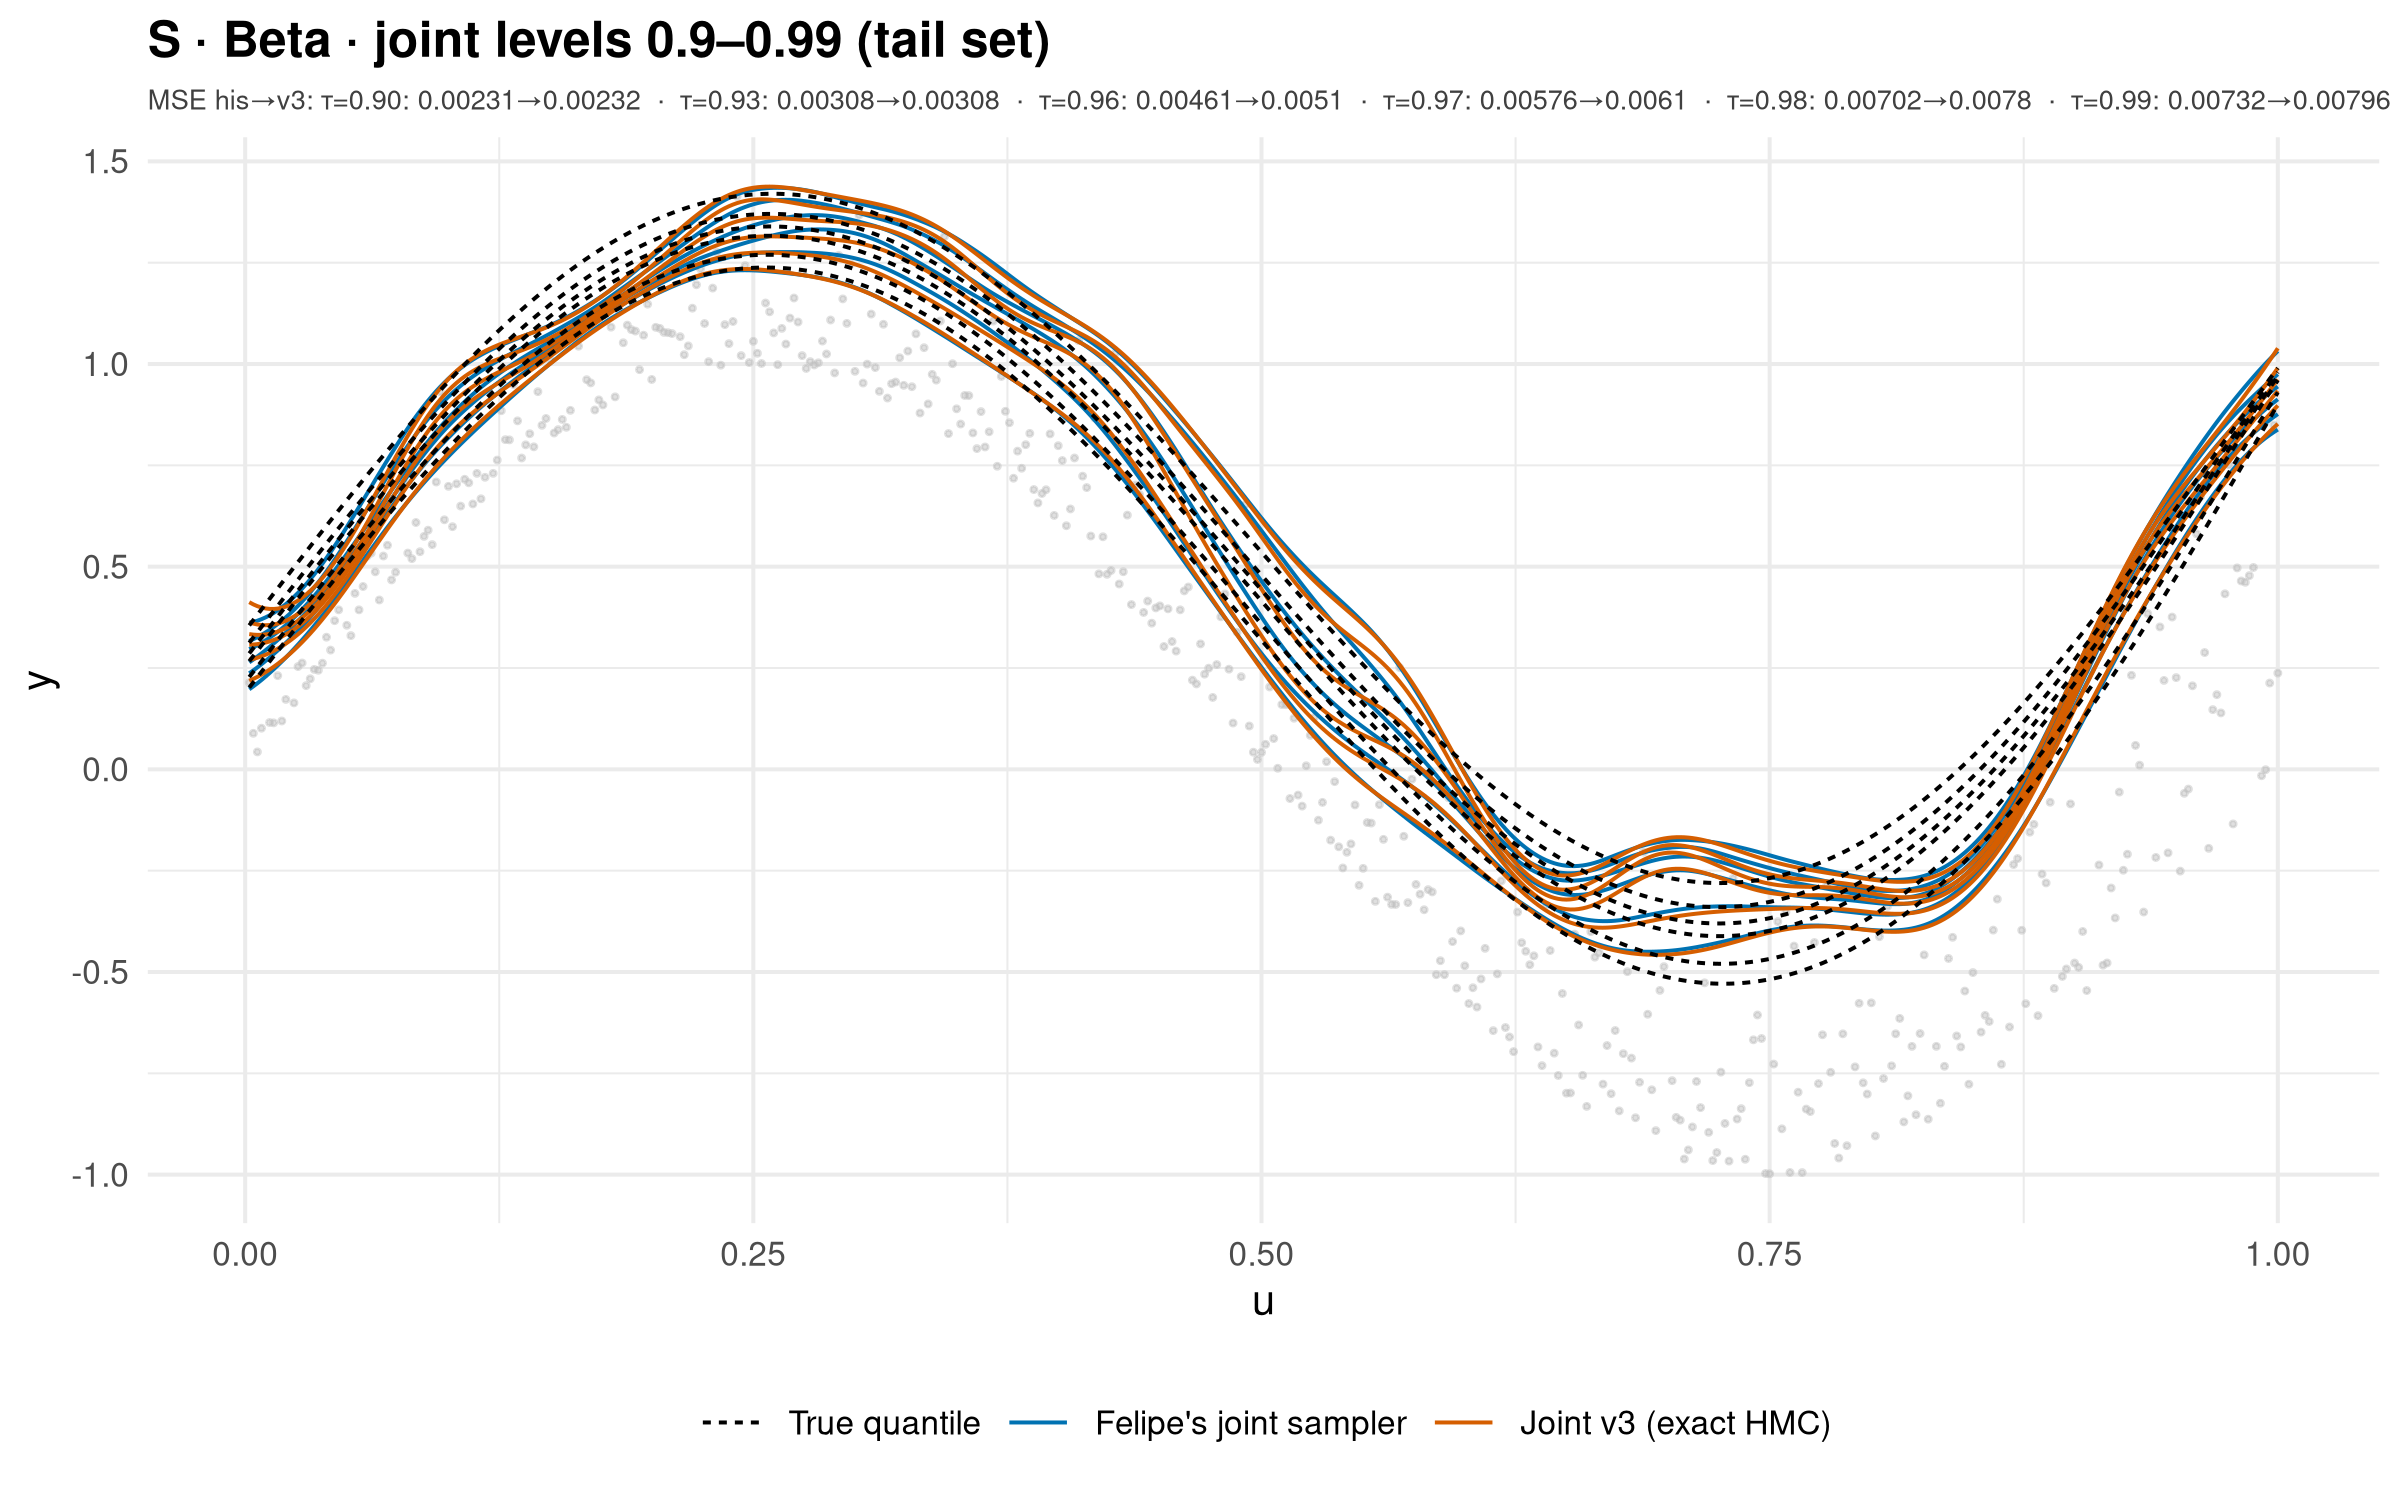 S · Beta · joint levels 0.9–0.99 (tail set)
MSE his→v3: τ=0.90: 0.00231→0.00232 · τ=0.93: 0.00308→0.00308 · τ=0.96: 0.00461→0.0051 · τ=0.97: 0.00576→0.0061 · τ=0.98: 0.00702→0.0078 · τ=0.99: 0.00732→0.00796
1.5
1.0
0.5
0.0
-0.5
-1.0
y
0.00 0.25 0.50 0.75 1.00
u
True quantile Felipe's joint sampler Joint v3 (exact HMC)